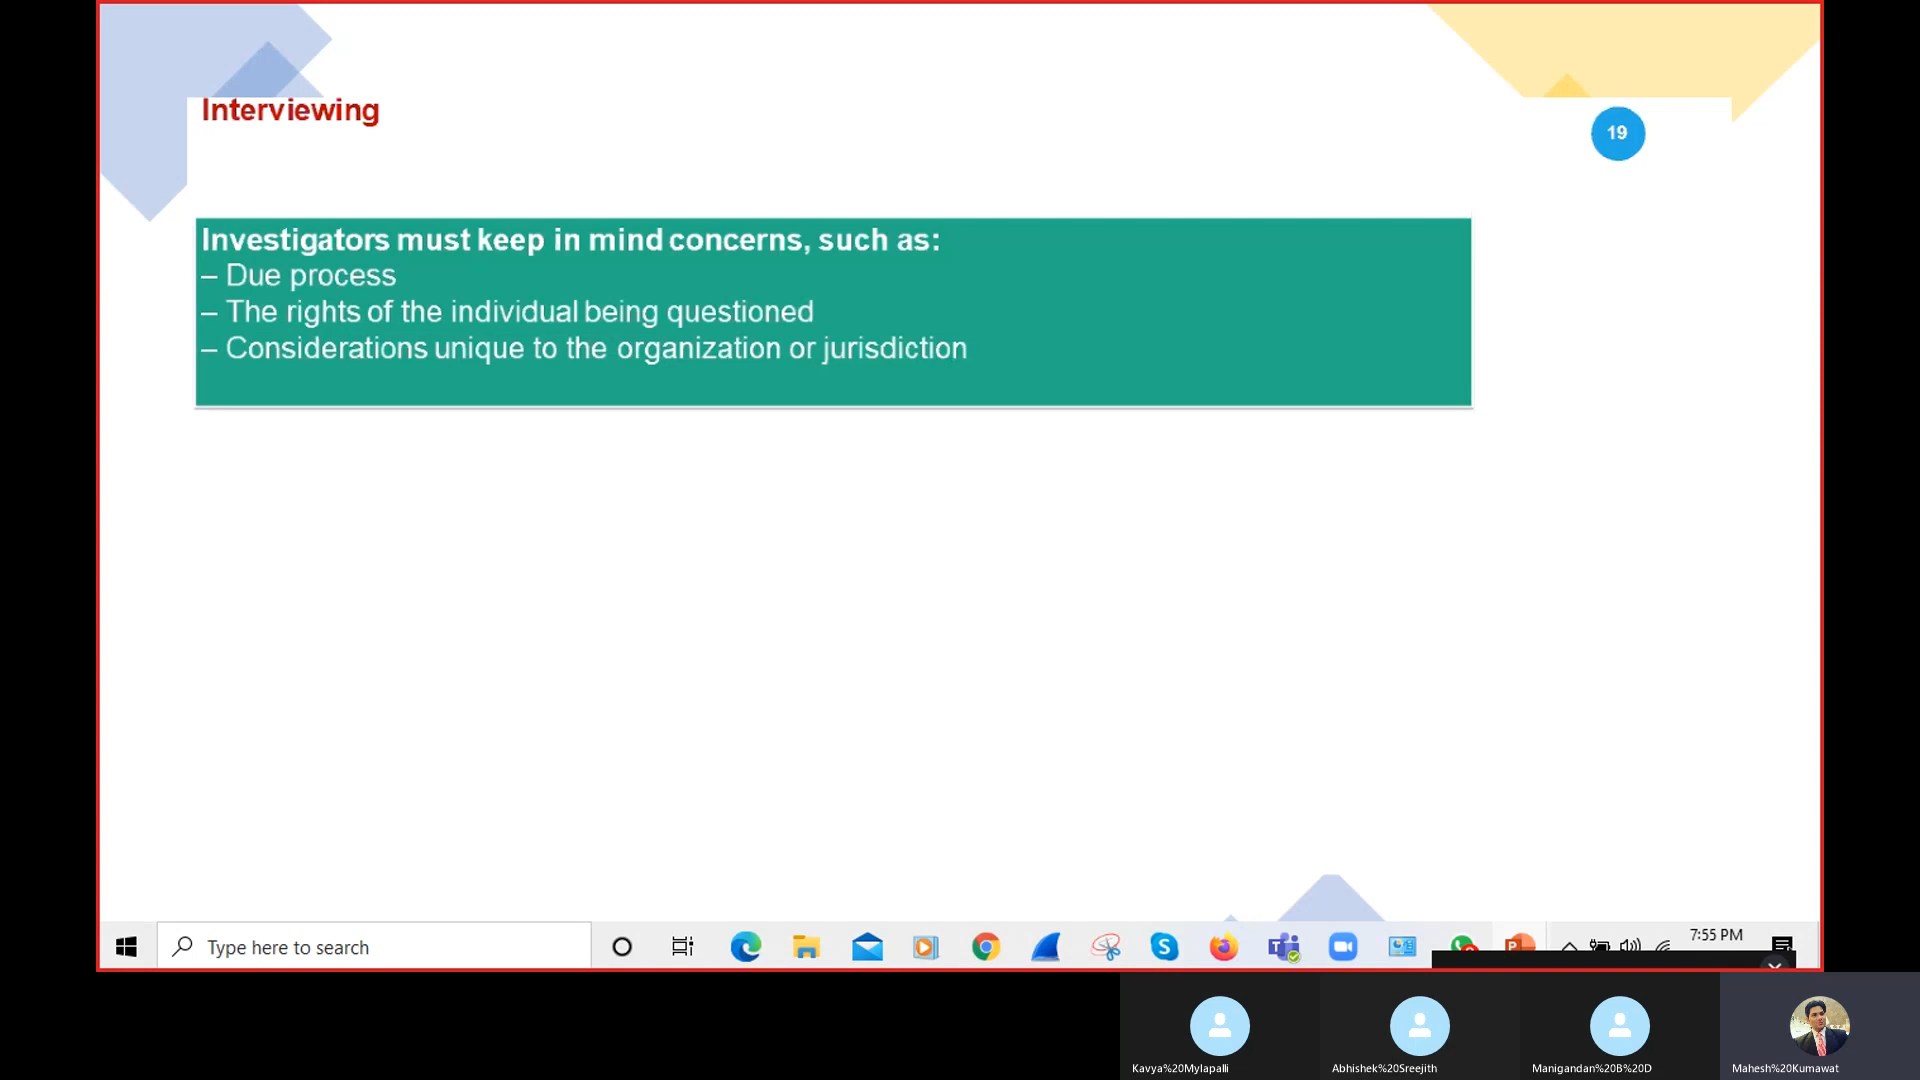 Interviewing
19
Investigators must keep in mind concerns, such as:
– Due process
– The rights of the individual being questioned
– Considerations unique to the organization or jurisdiction
Type here to search
7:55 PM
Kavya%20Mylapalli
Abhishek%20Sreejith
Manigandan%20B%20D
Mahesh%20Kumawat